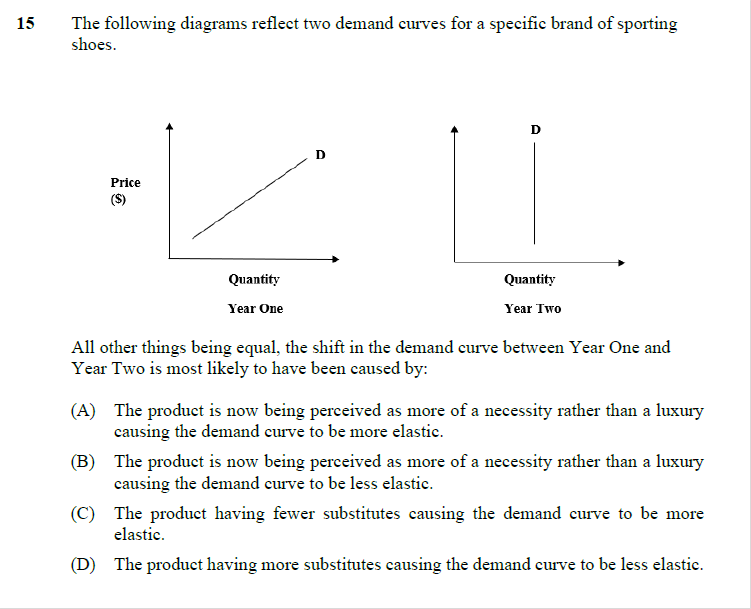 15 The following diagrams reflect two demand curves for a specific brand of sporting
shoes.
D
D
Price
($)
Quantity
Quantity
Year One
Year Two
All other things being equal, the shift in the demand curve between Year One and
Year Two is most likely to have been caused by:
(A) The product is now being perceived as more of a necessity rather than a luxury
causing the demand curve to be more elastic.
(B) The product is now being perceived as more of a necessity rather than a luxury
causing the demand curve to be less elastic.
(C) The product having fewer substitutes causing the demand curve to be more
elastic.
(D) The product having more substitutes causing the demand curve to be less elastic.